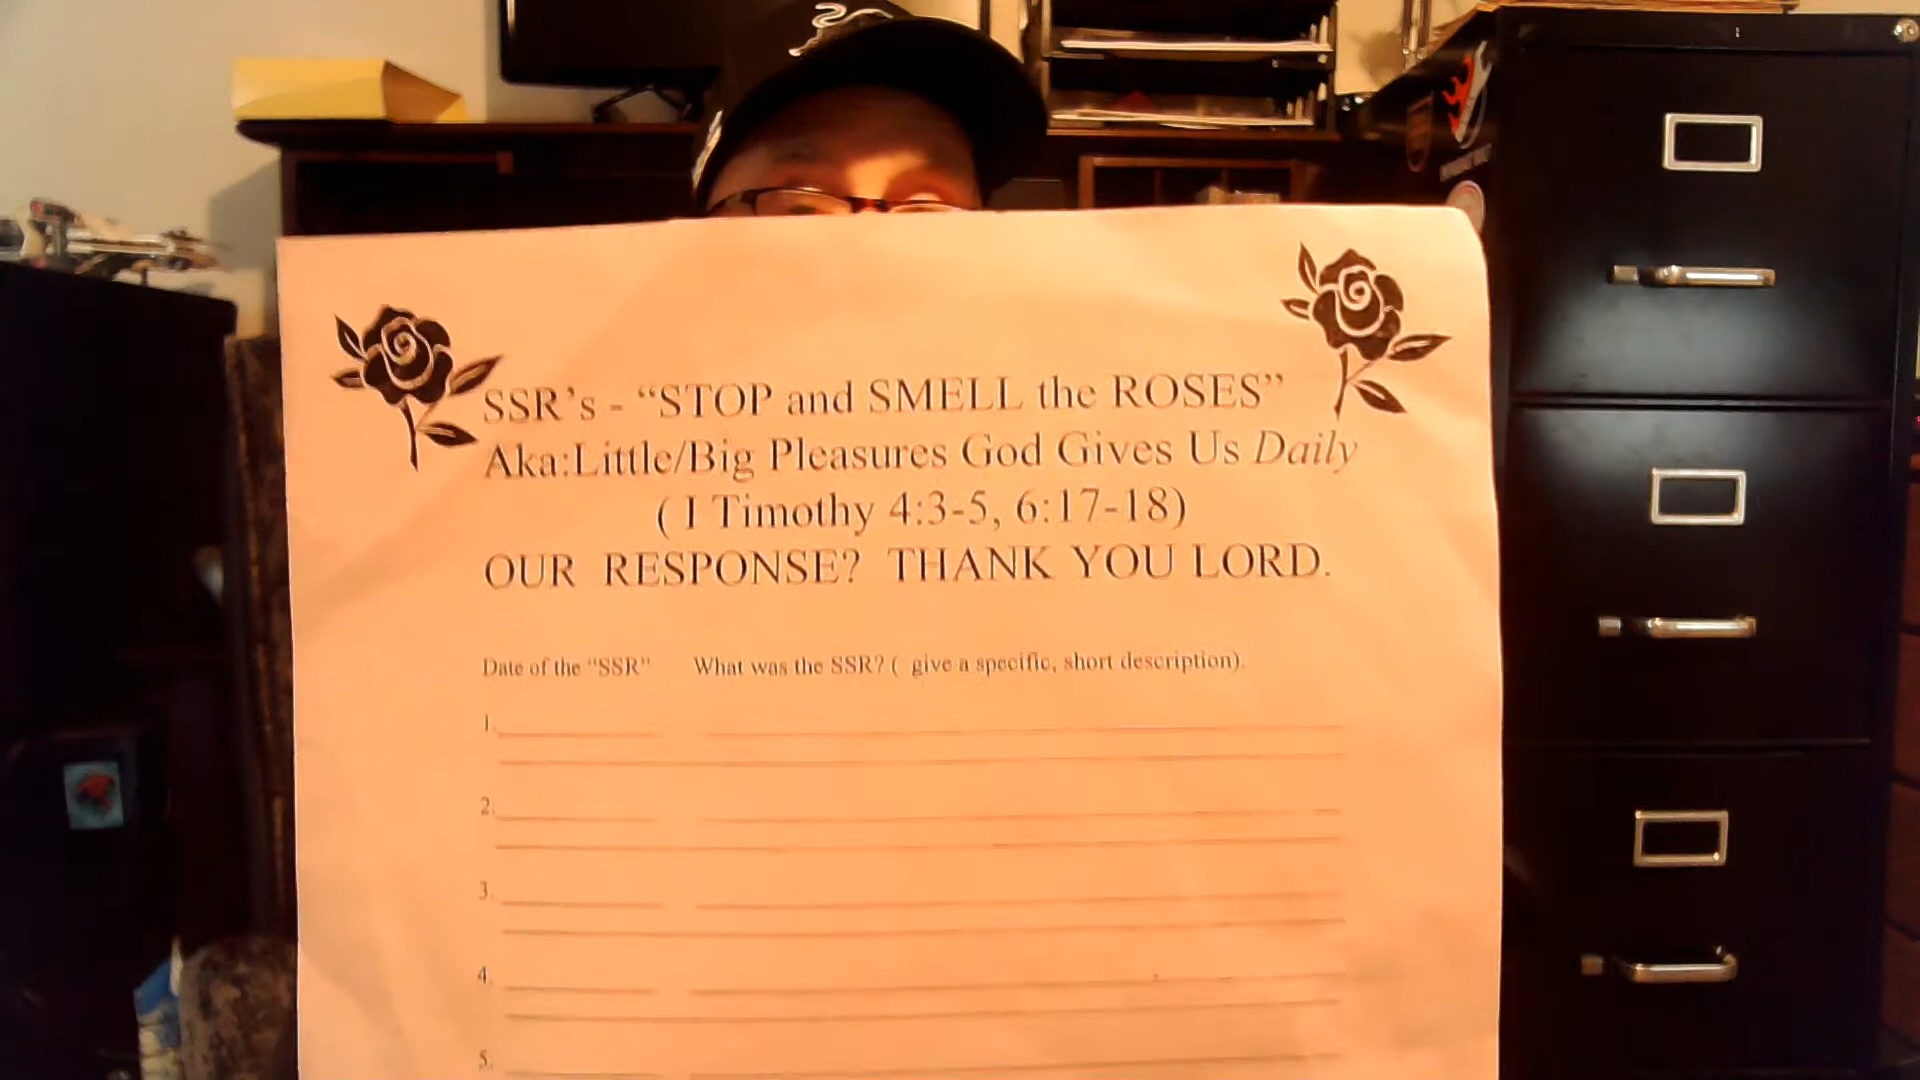 SSR's - "STOP and SMELL the ROSES"
Aka:Little/Big Pleasures God Gives Us Daily
( I Timothy 4:3-5, 6:17-18)
OUR RESPONSE? THANK YOU LORD.
Date of the "SSR" What was the SSR? ( give a specific, short description).
1.
2.
3.
4.
5.